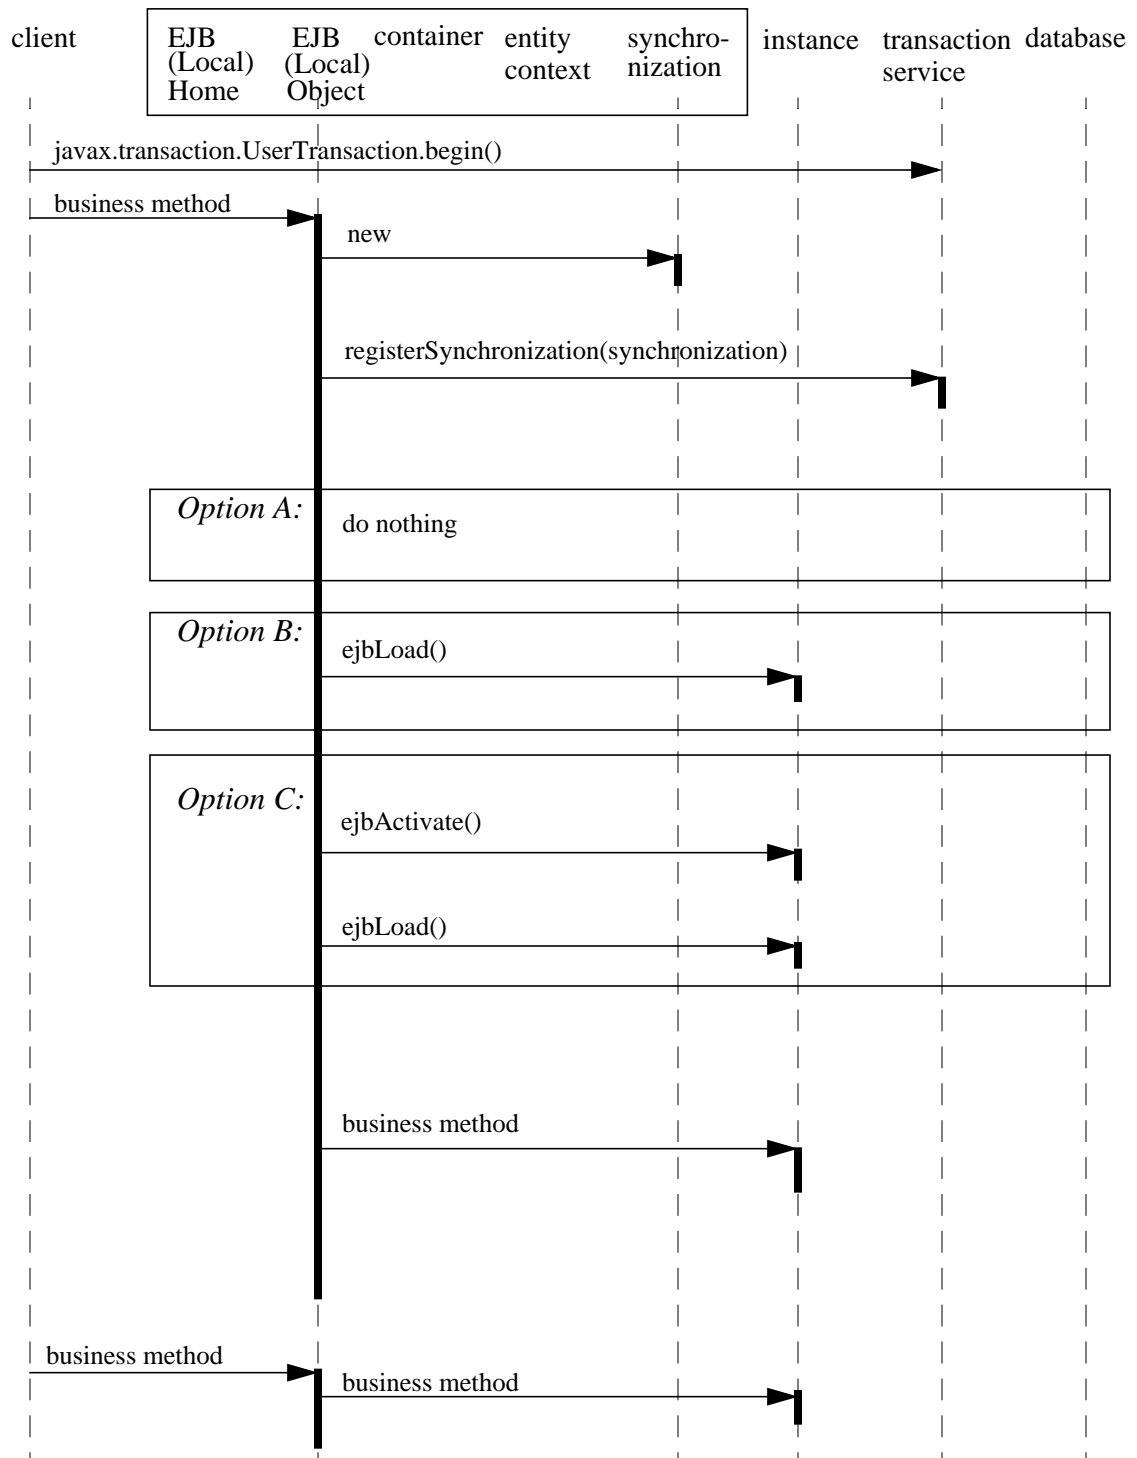 client
EJB
(Local)
Home
EJB
(Local)
Object
container
entity
context
synchro-
nization
instance
transaction
service
database
javax.transaction.UserTransaction.begin()
business method
new
registerSynchronization(synchronization)
Option A:
do nothing
Option B:
ejbLoad()
Option C:
ejbActivate()
ejbLoad()
business method
business method
business method